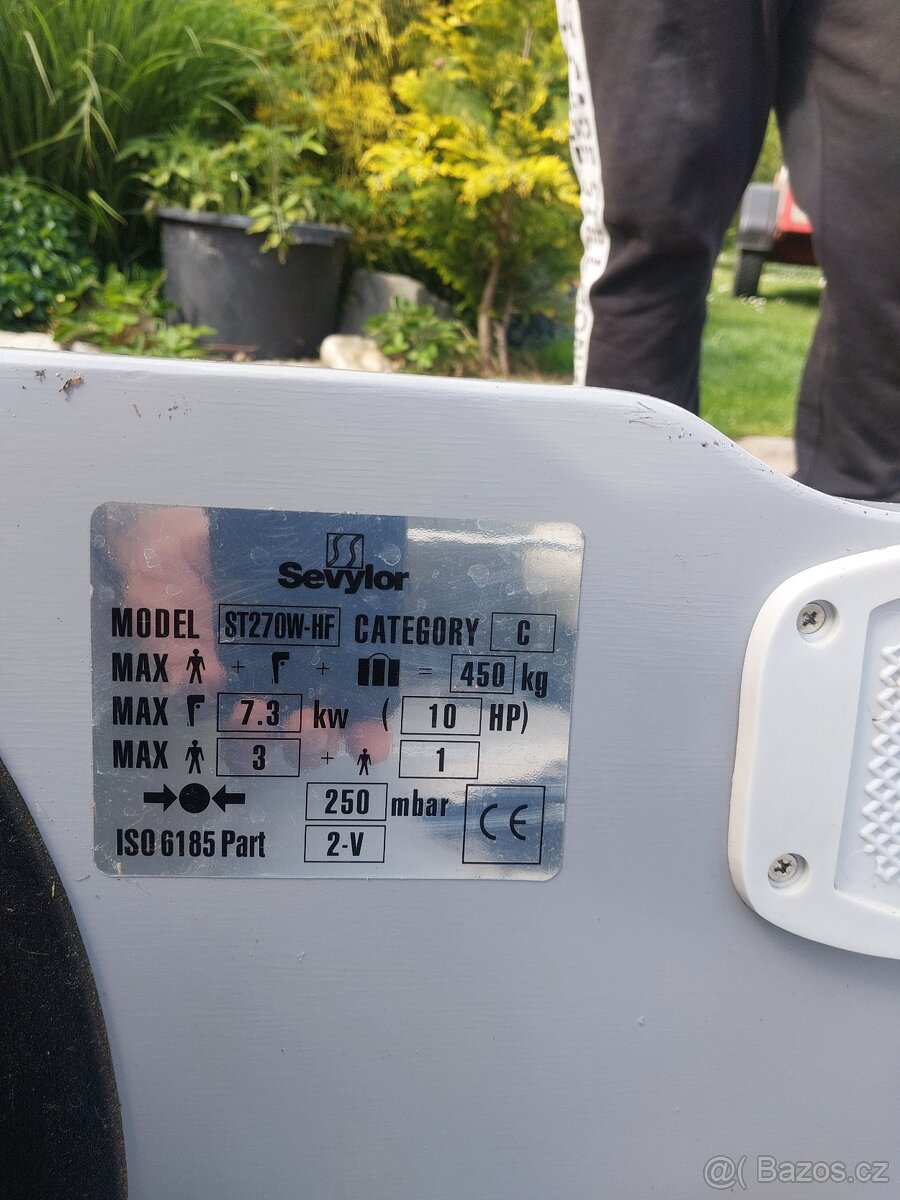 Sevylor
MODEL ST270W-HF CATEGORY C
MAX + + = 450 kg
MAX 7.3 kw ( 10 HP)
MAX 3 + 1
250 mbar
ISO 6185 Part 2-V CE
@( Bazos.cz